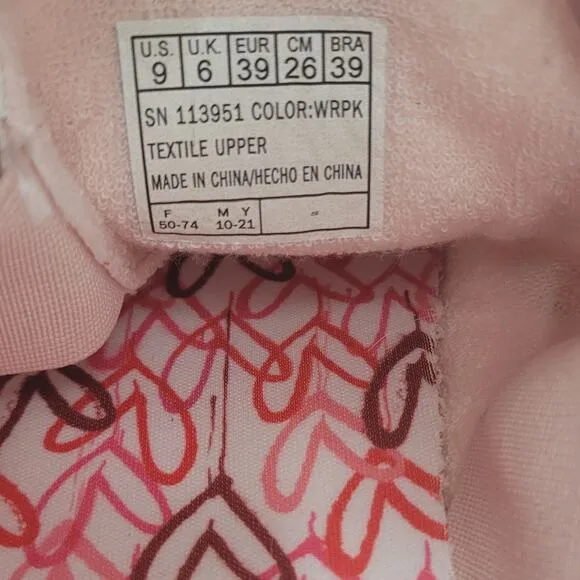 U.S. U.K. EUR CM BRA
9 6 39 26 39
SN 113951 COLOR:WRPK
TEXTILE UPPER
MADE IN CHINA/HECHO EN CHINA
F M Y
50-74 10-21